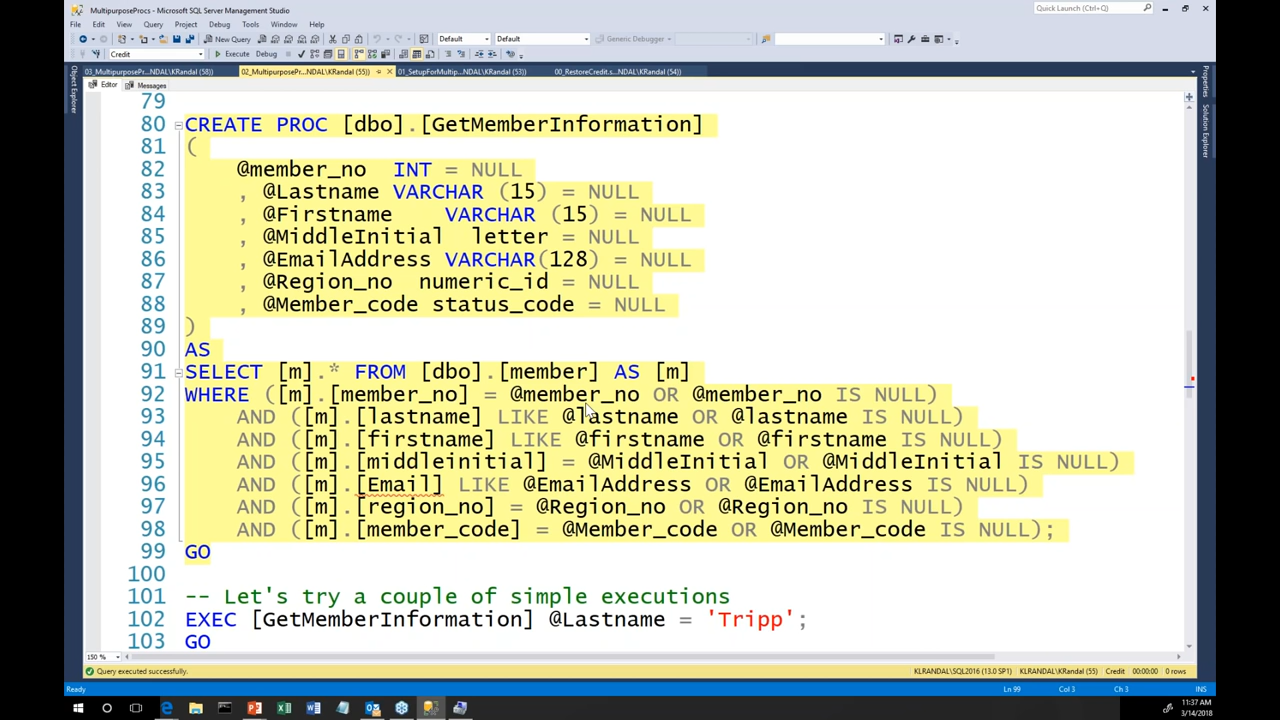 MultipurposeProcs - Microsoft SQL Server Management Studio
Quick Launch (Ctrl+Q)
File Edit View Query Project Debug Tools Window Help
New Query Default Default Generic Debugger
Credit Execute Debug
03_MultipurposePr...NDAL\KRandal (58)) 02_MultipurposePr...NDAL\KRandal (55)) 01_SetupForMultip...NDAL\KRandal (53)) 00_RestoreCredit.s...NDAL\KRandal (54))
Object Explorer
Properties
Solution Explorer
Editor Messages
79
80 CREATE PROC [dbo].[GetMemberInformation]
81 (
82 @member_no INT = NULL
83 , @Lastname VARCHAR (15) = NULL
84 , @Firstname VARCHAR (15) = NULL
85 , @MiddleInitial letter = NULL
86 , @EmailAddress VARCHAR(128) = NULL
87 , @Region_no numeric_id = NULL
88 , @Member_code status_code = NULL
89 )
90 AS
91 SELECT [m].* FROM [dbo].[member] AS [m]
92 WHERE ([m].[member_no] = @member_no OR @member_no IS NULL)
93 AND ([m].[lastname] LIKE @lastname OR @lastname IS NULL)
94 AND ([m].[firstname] LIKE @firstname OR @firstname IS NULL)
95 AND ([m].[middleinitial] = @MiddleInitial OR @MiddleInitial IS NULL)
96 AND ([m].[Email] LIKE @EmailAddress OR @EmailAddress IS NULL)
97 AND ([m].[region_no] = @Region_no OR @Region_no IS NULL)
98 AND ([m].[member_code] = @Member_code OR @Member_code IS NULL);
99 GO
100
101 -- Let's try a couple of simple executions
102 EXEC [GetMemberInformation] @Lastname = 'Tripp';
103 GO
150 %
Query executed successfully. KLRANDAL\SQL2016 (13.0 SP1) KLRANDAL\KRandal (55) Credit 00:00:00 0 rows
Ready Ln 99 Col 3 Ch 3 INS
11:37 AM
3/14/2018